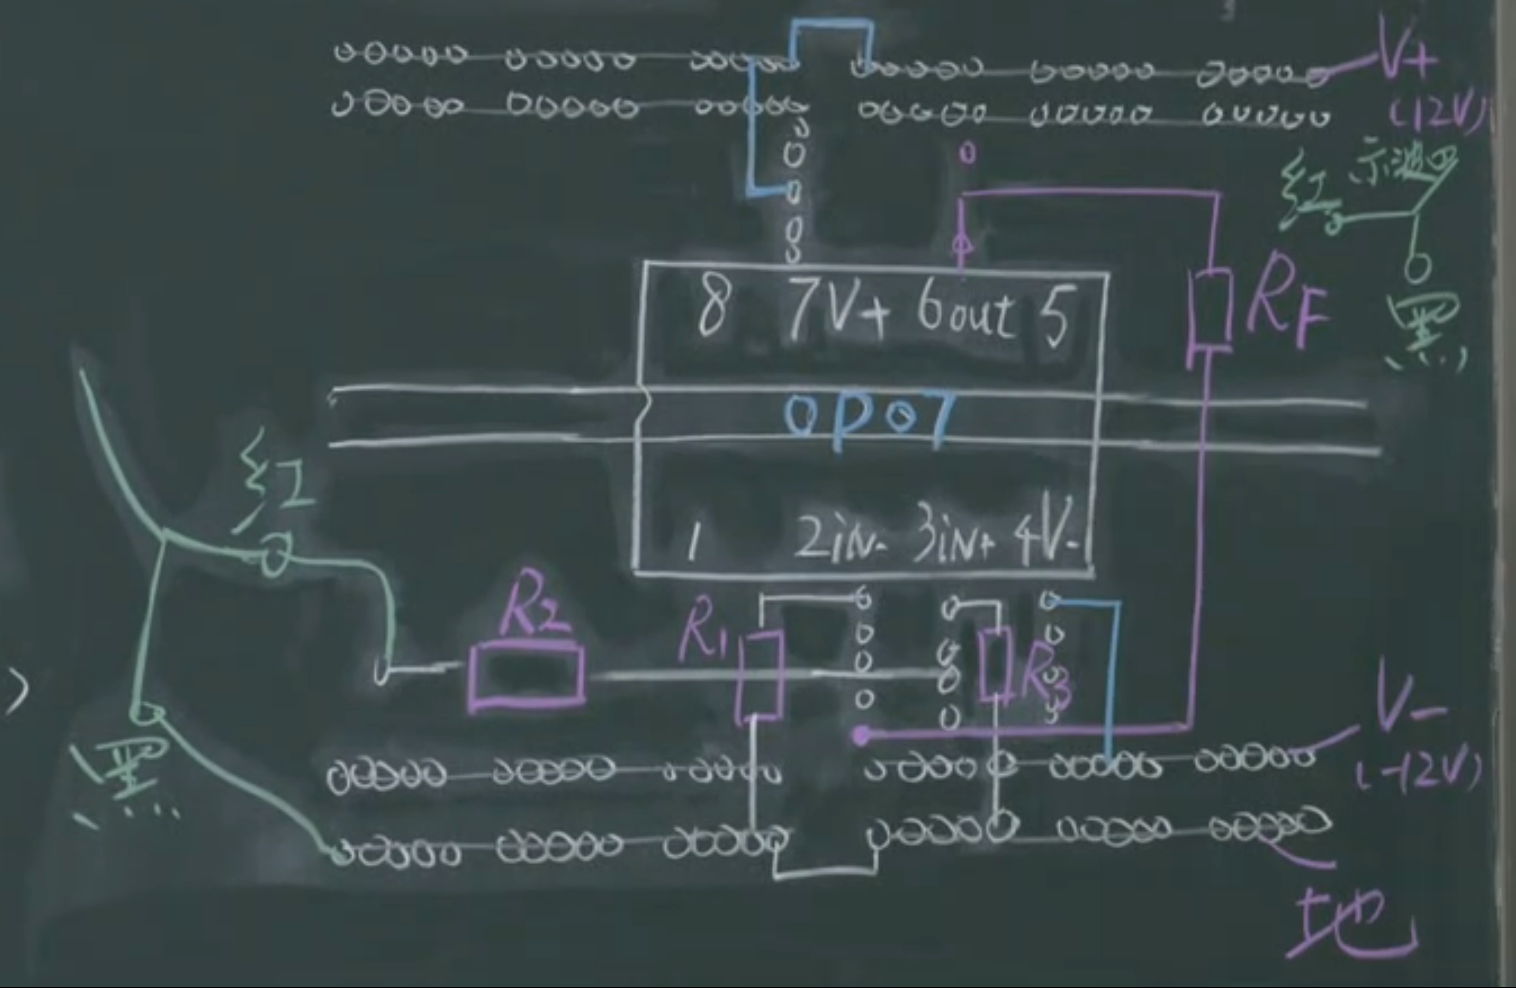 V+
(12V)
红 示波四
黑
8 7V+ 6out 5
RF
OP07
红
1 2iN- 3iN+ 4V-
R2
R1
R3
V-
(-12V)
黑
地